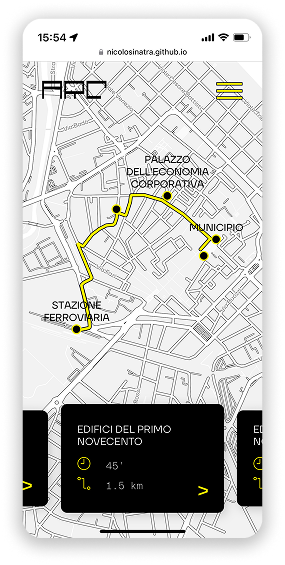 15:54
nicolosinatra.github.io
ARC
PALAZZO
DELL'ECONOMIA
CORPORATIVA
MUNICIPIO
STAZIONE
FERROVIARIA
EDIFICI DEL PRIMO
NOVECENTO
45'
1.5 km
>
>
ED